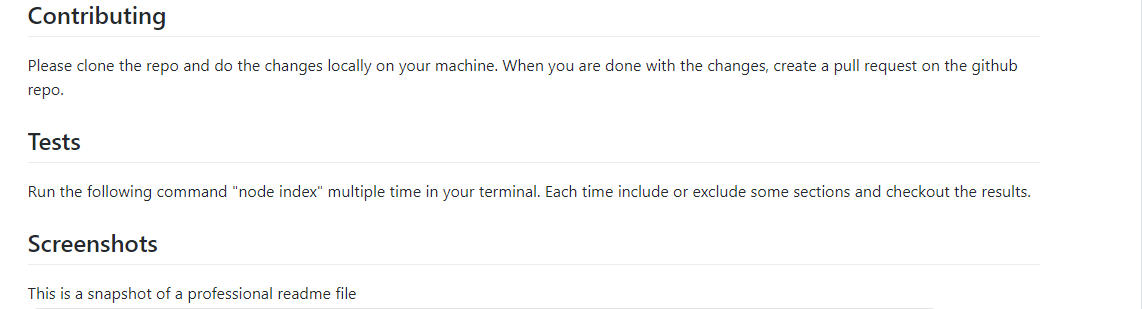 Contributing
Please clone the repo and do the changes locally on your machine. When you are done with the changes, create a pull request on the github
repo.
Tests
Run the following command "node index" multiple time in your terminal. Each time include or exclude some sections and checkout the results.
Screenshots
This is a snapshot of a professional readme file